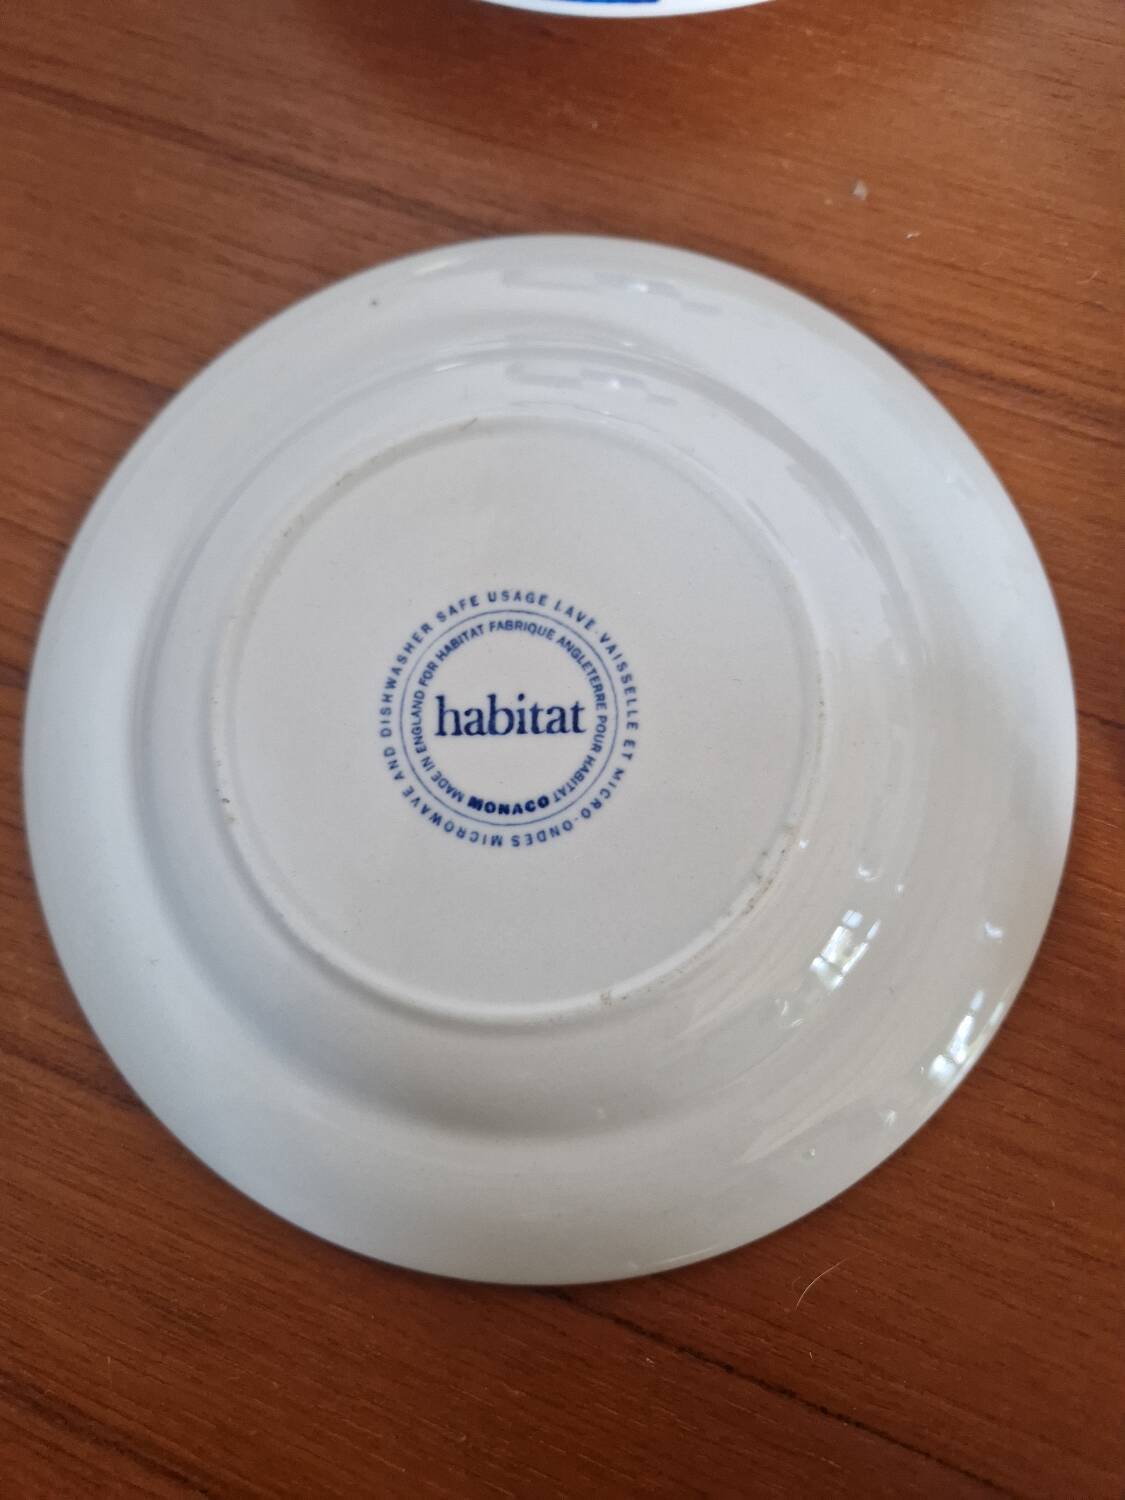 MICROWAVE AND DISHWASHER SAFE USAGE LAVE-VAISSELLE ET MICRO-ONDES
MADE IN ENGLAND FOR HABITAT FABRIQUE ANGLETERRE POUR HABITAT
habitat
MONACO